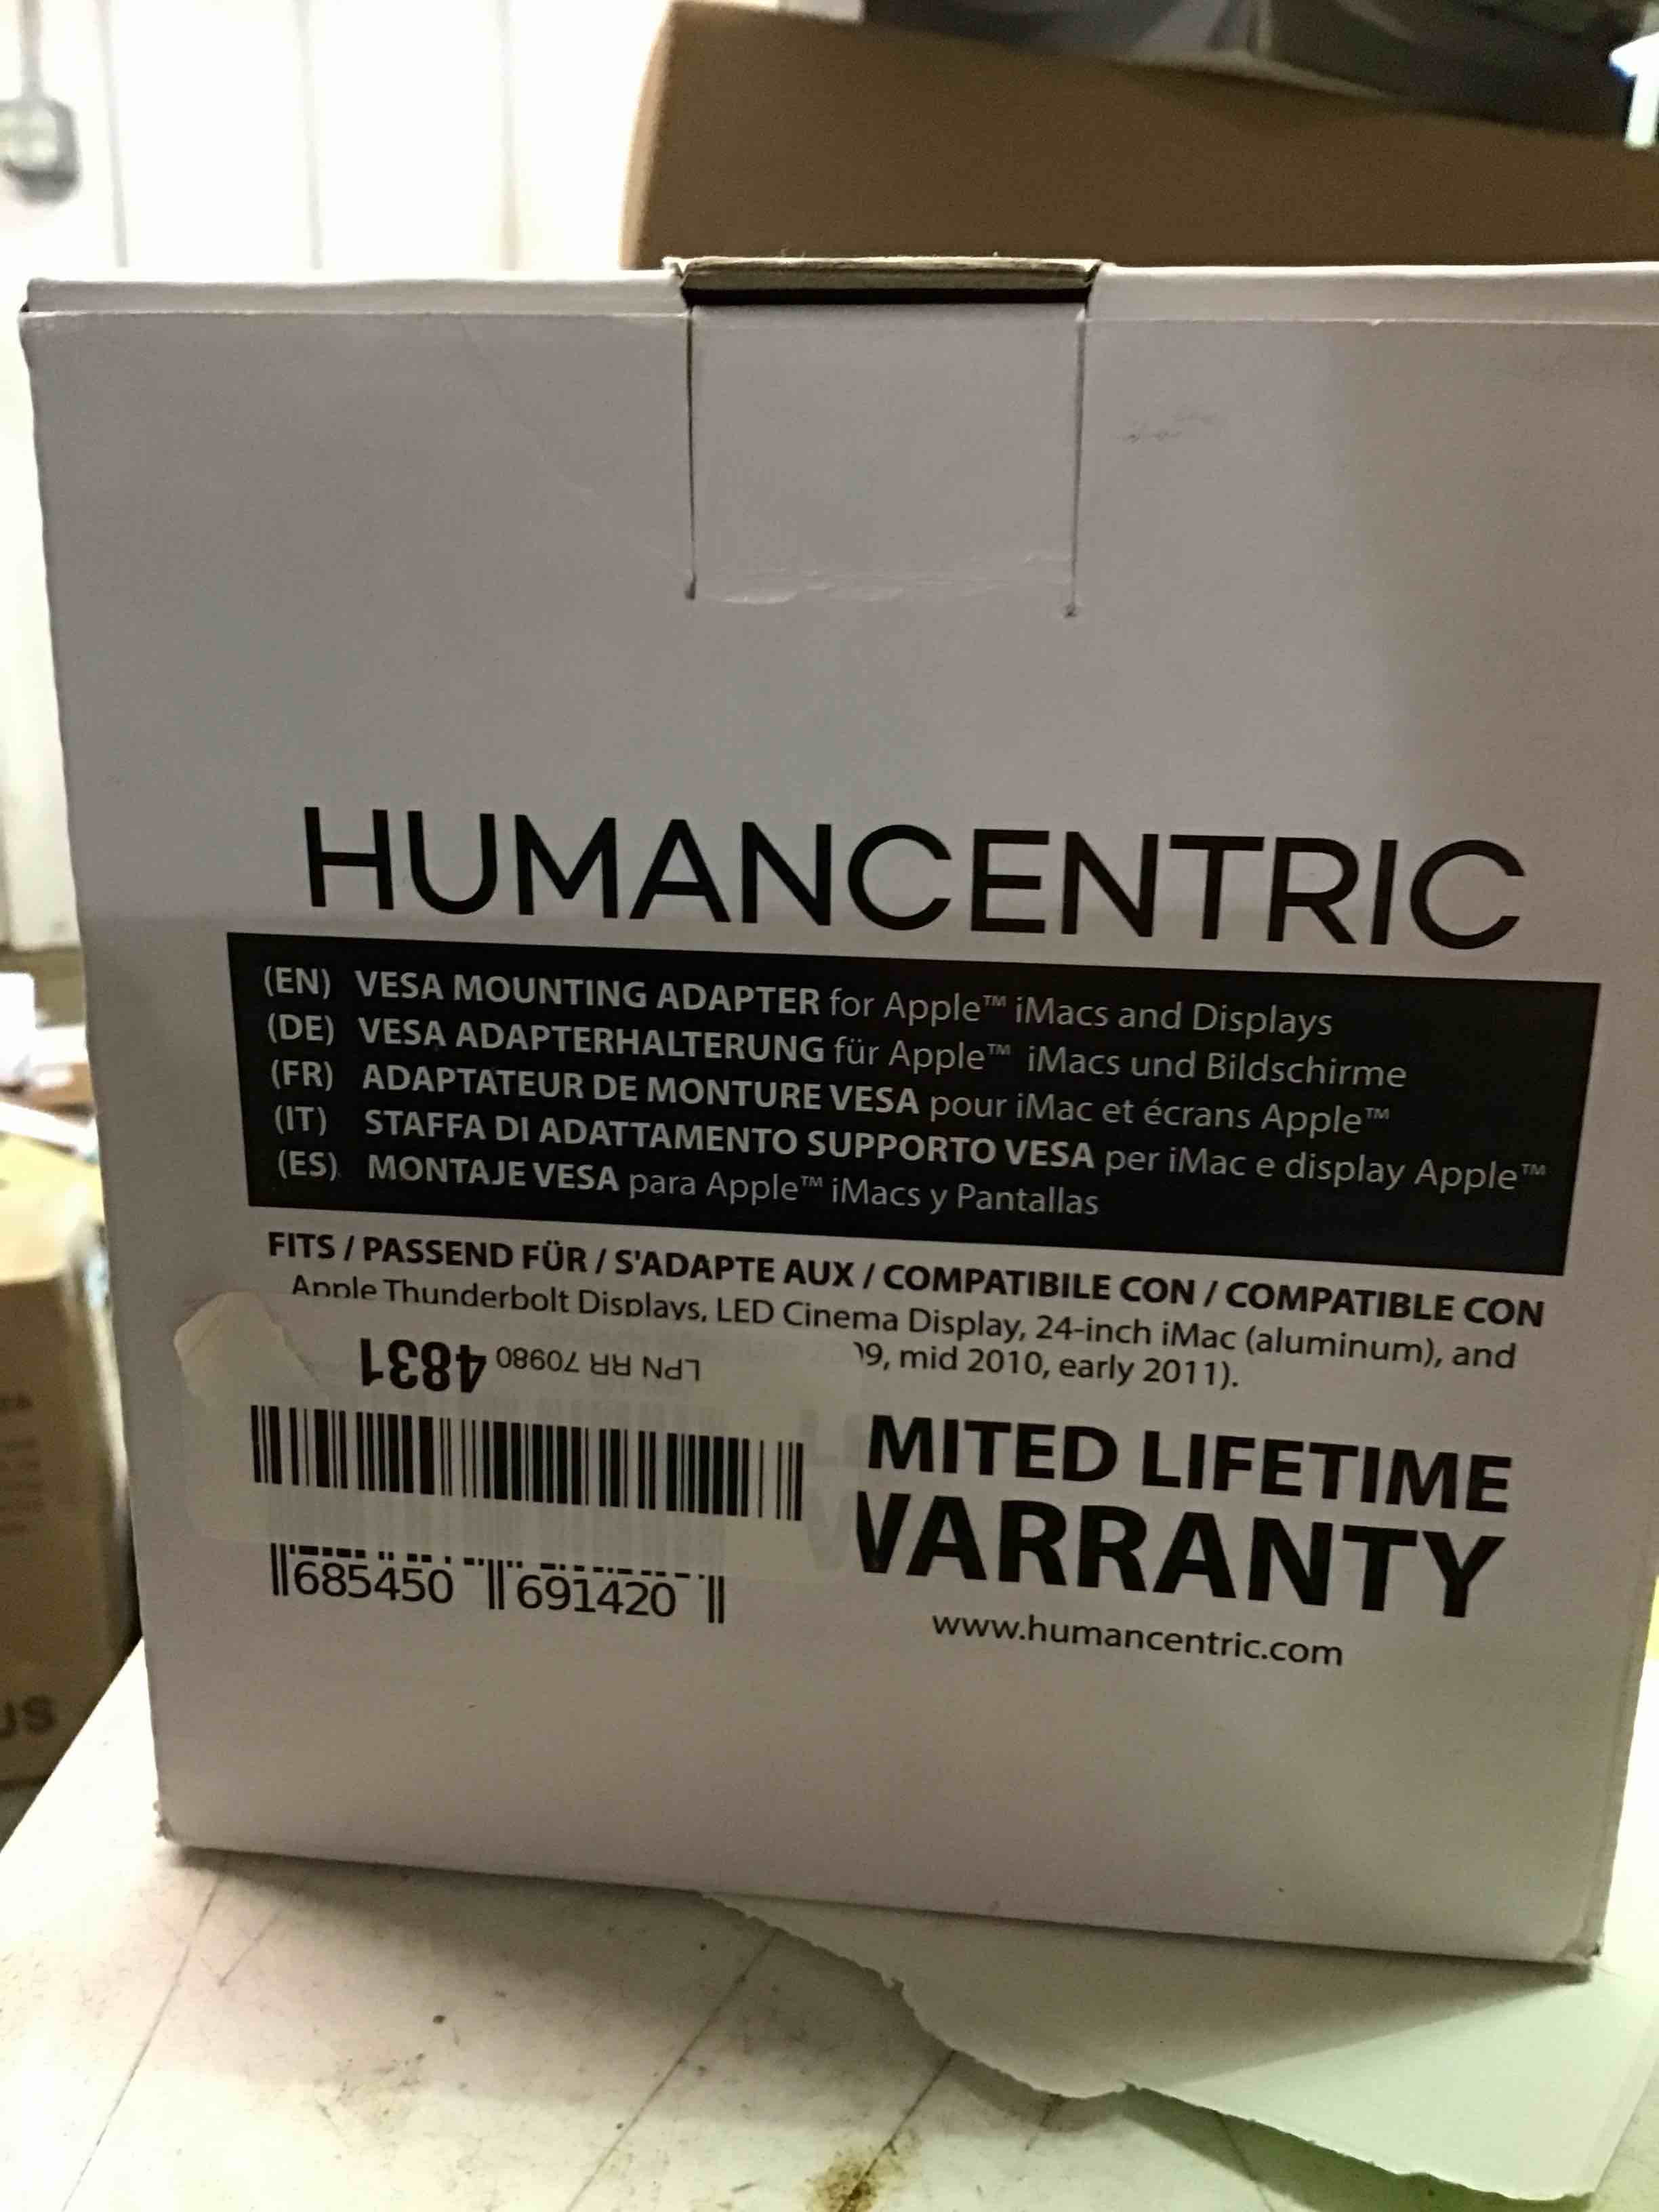 HUMANCENTRIC
(EN) VESA MOUNTING ADAPTER for Apple™ iMacs and Displays
(DE) VESA ADAPTERHALTERUNG für Apple™ iMacs und Bildschirme
(FR) ADAPTATEUR DE MONTURE VESA pour iMac et écrans Apple™
(IT) STAFFA DI ADATTAMENTO SUPPORTO VESA per iMac e display Apple™
(ES) MONTAJE VESA para Apple™ iMacs y Pantallas
FITS / PASSEND FÜR / S'ADAPTE AUX / COMPATIBILE CON / COMPATIBLE CON
Apple Thunderbolt Displays, LED Cinema Display, 24-inch iMac (aluminum), and
9, mid 2010, early 2011).
LPN RR 70980 4831
MITED LIFETIME
WARRANTY
685450 691420
www.humancentric.com
US